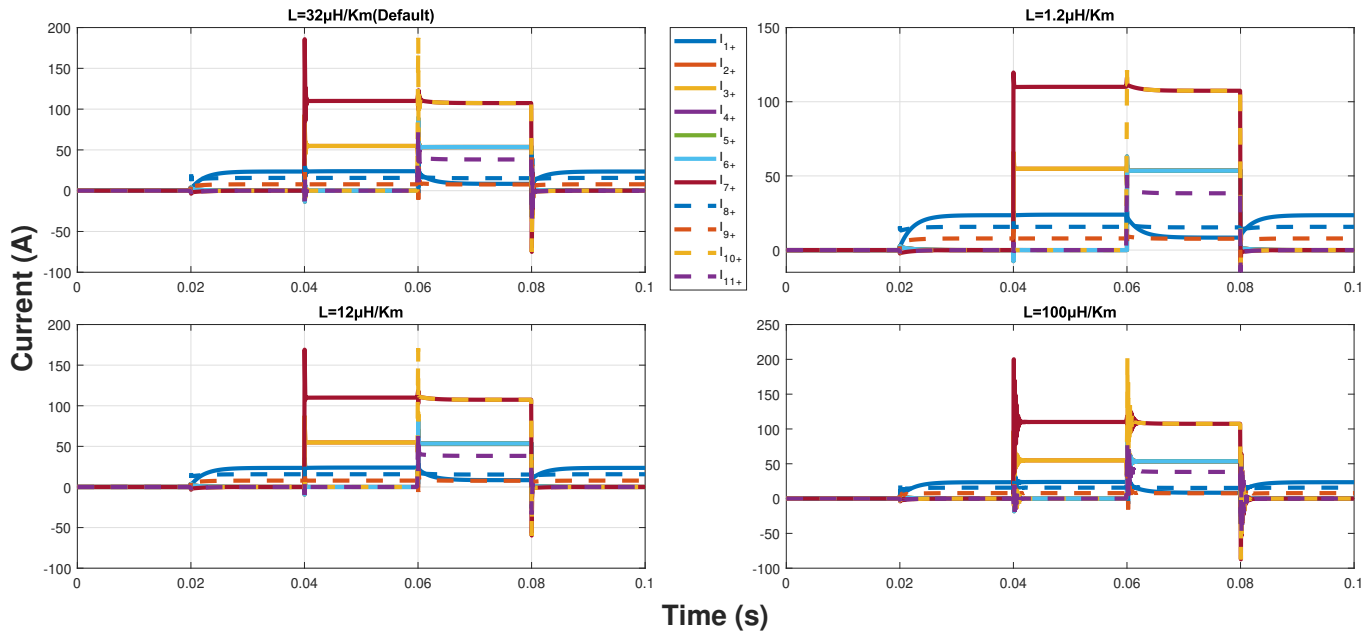 L=32μH/Km(Default)
200
150
100
50
0
-50
-100
0
0.02
0.04
0.06
0.08
0.1
I1+
I2+
I3+
I4+
I5+
I6+
I7+
I8+
I9+
I10+
I11+
L=1.2μH/Km
150
100
50
0
0
0.02
0.04
0.06
0.08
0.1
L=12μH/Km
200
150
100
50
0
-50
-100
0
0.02
0.04
0.06
0.08
0.1
L=100μH/Km
250
200
150
100
50
0
-50
-100
0
0.02
0.04
0.06
0.08
0.1
Current (A)
Time (s)